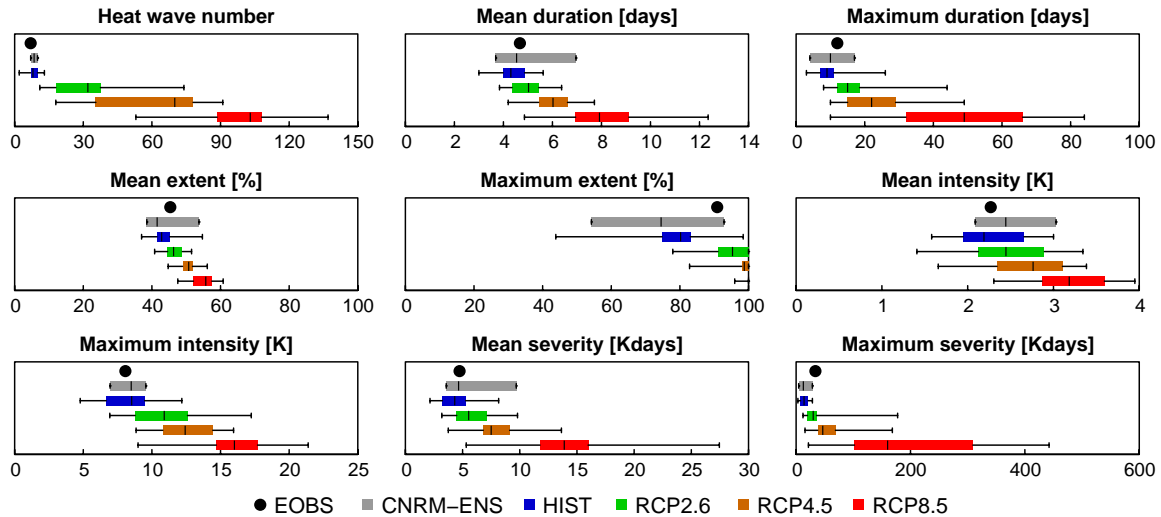 Heat wave number
Mean duration [days]
Maximum duration [days]
0 30 60 90 120 150
0 2 4 6 8 10 12 14
0 20 40 60 80 100
Mean extent [%]
Maximum extent [%]
Mean intensity [K]
0 20 40 60 80 100
0 20 40 60 80 100
0 1 2 3 4
Maximum intensity [K]
Mean severity [Kdays]
Maximum severity [Kdays]
0 5 10 15 20 25
0 5 10 15 20 25 30
0 200 400 600
EOBS CNRM−ENS HIST RCP2.6 RCP4.5 RCP8.5